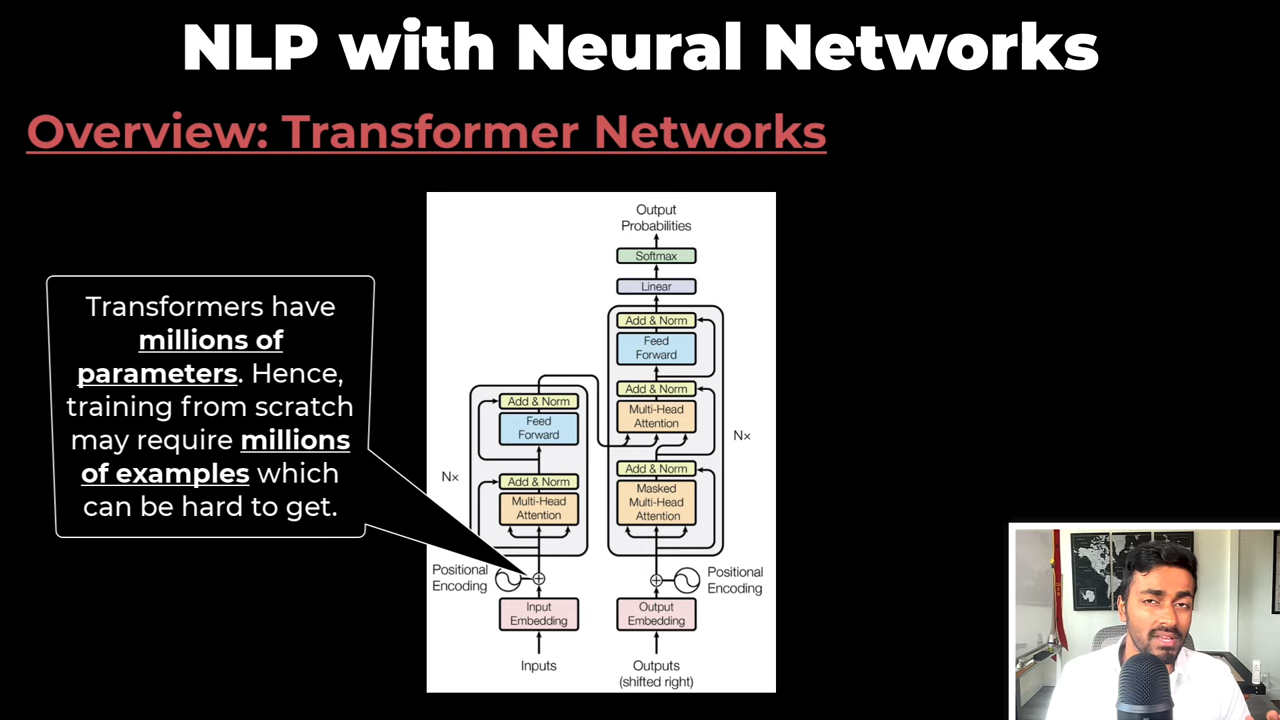 NLP with Neural Networks
Overview: Transformer Networks
Transformers have
millions of
parameters. Hence,
training from scratch
may require millions
of examples which
can be hard to get.
Output
Probabilities
Softmax
Linear
Add & Norm
Feed
Forward
Add & Norm
Multi-Head
Attention
Add & Norm
Masked
Multi-Head
Attention
N×
Add & Norm
Feed
Forward
Add & Norm
Multi-Head
Attention
N×
Positional
Encoding
Positional
Encoding
Input
Embedding
Output
Embedding
Inputs
Outputs
(shifted right)